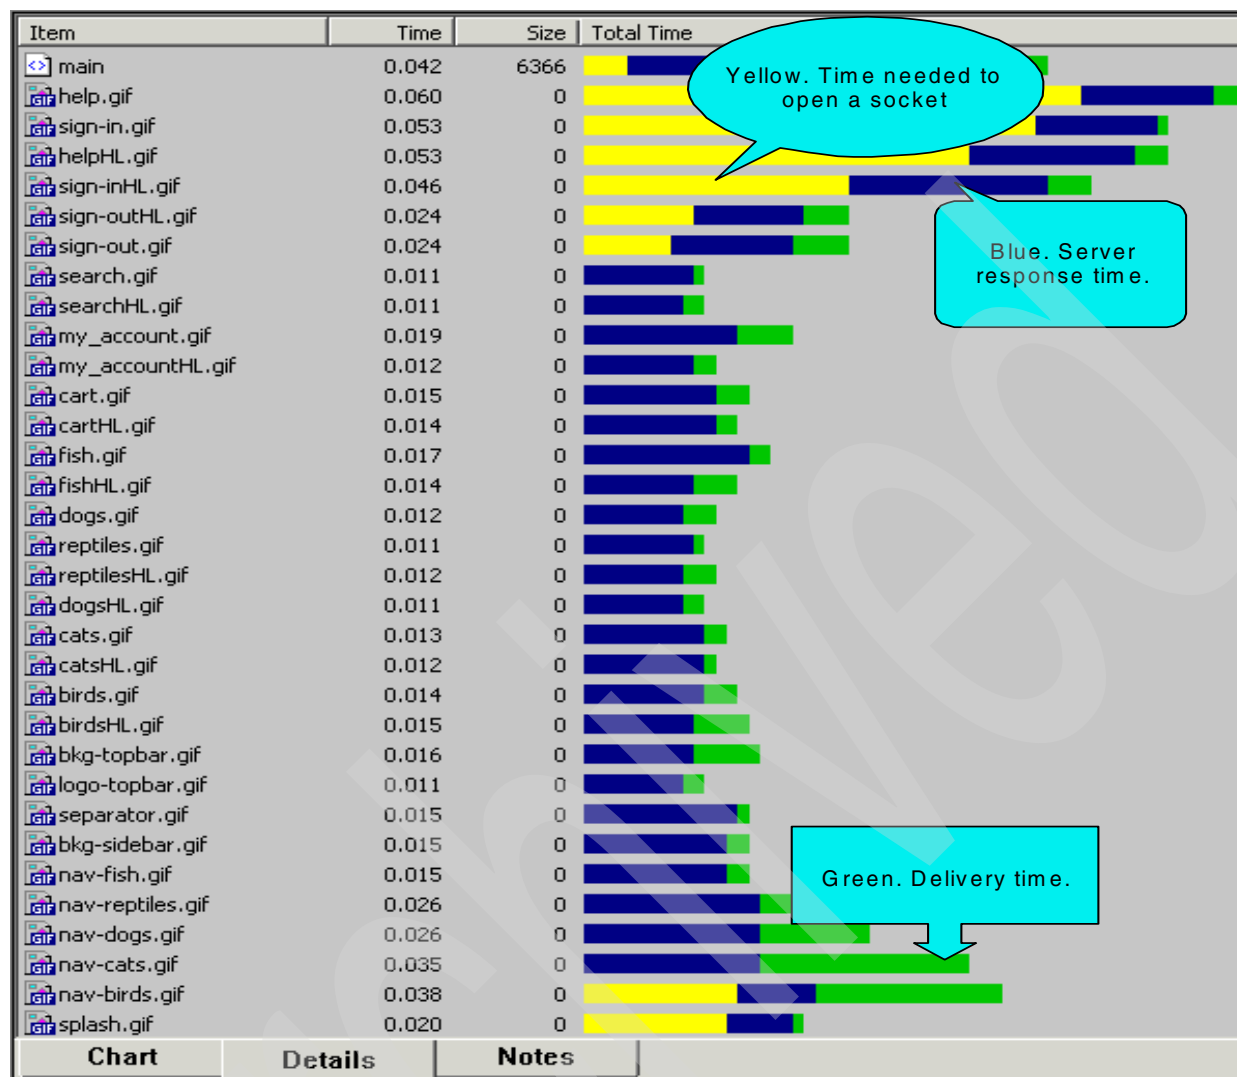 Item Time Size Total Time
main 0.042 6366
help.gif 0.060 0
sign-in.gif 0.053 0
helpHL.gif 0.053 0
sign-inHL.gif 0.046 0
sign-outHL.gif 0.024 0
sign-out.gif 0.024 0
search.gif 0.011 0
searchHL.gif 0.011 0
my_account.gif 0.019 0
my_accountHL.gif 0.012 0
cart.gif 0.015 0
cartHL.gif 0.014 0
fish.gif 0.017 0
fishHL.gif 0.014 0
dogs.gif 0.012 0
reptiles.gif 0.011 0
reptilesHL.gif 0.012 0
dogsHL.gif 0.011 0
cats.gif 0.013 0
catsHL.gif 0.012 0
birds.gif 0.014 0
birdsHL.gif 0.015 0
bkg-topbar.gif 0.016 0
logo-topbar.gif 0.011 0
separator.gif 0.015 0
bkg-sidebar.gif 0.015 0
nav-fish.gif 0.015 0
nav-reptiles.gif 0.026 0
nav-dogs.gif 0.026 0
nav-cats.gif 0.035 0
nav-birds.gif 0.038 0
splash.gif 0.020 0
Yellow. Time needed to
open a socket
Blue. Server
response time.
Green. Delivery time.
Chart Details Notes